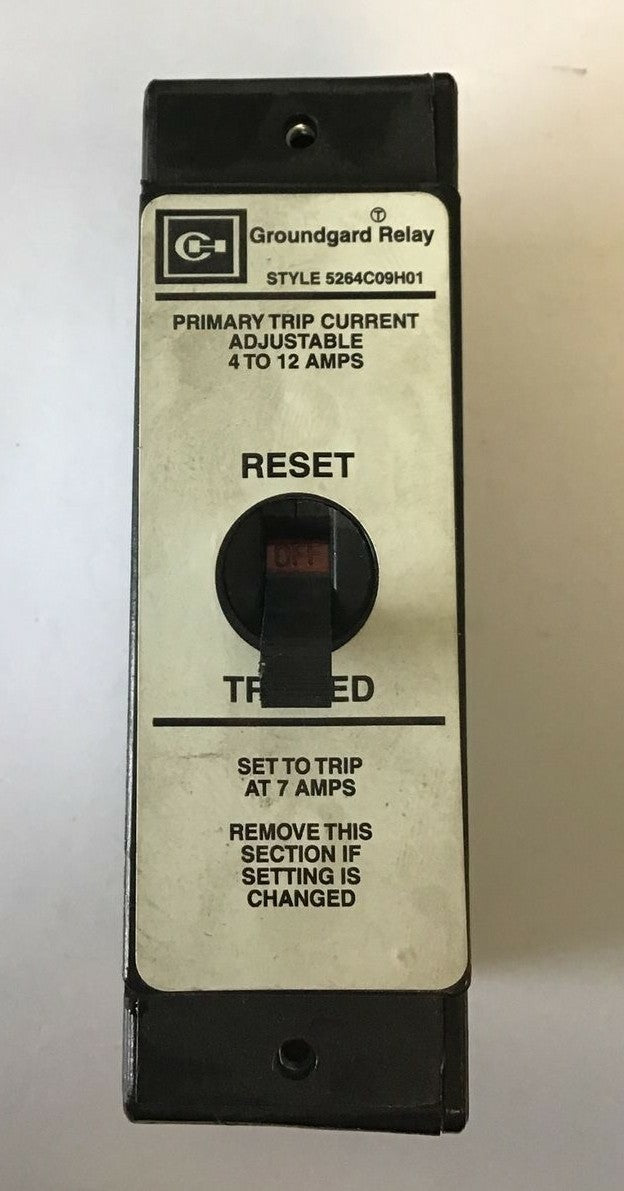 Groundgard Relay
STYLE 5264C09H01
PRIMARY TRIP CURRENT
ADJUSTABLE
4 TO 12 AMPS
RESET
OFF
SET TO TRIP
AT 7 AMPS
REMOVE THIS
SECTION IF
SETTING IS
CHANGED